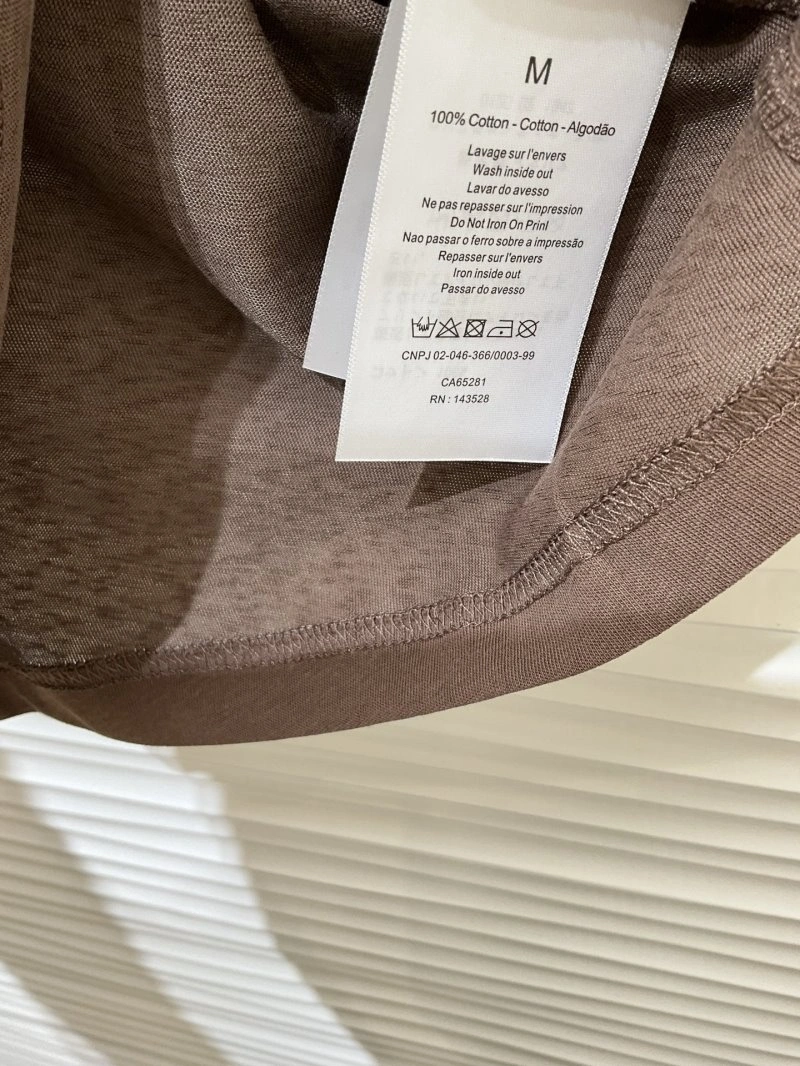 M
100% Cotton - Cotton - Algodão
Lavage sur l'envers
Wash inside out
Lavar do avesso
Ne pas repasser sur l'impression
Do Not Iron On Prinl
Nao passar o ferro sobre a impressão
Repasser sur l'envers
Iron inside out
Passar do avesso
CNPJ 02-046-366/0003-99
CA65281
RN : 143528